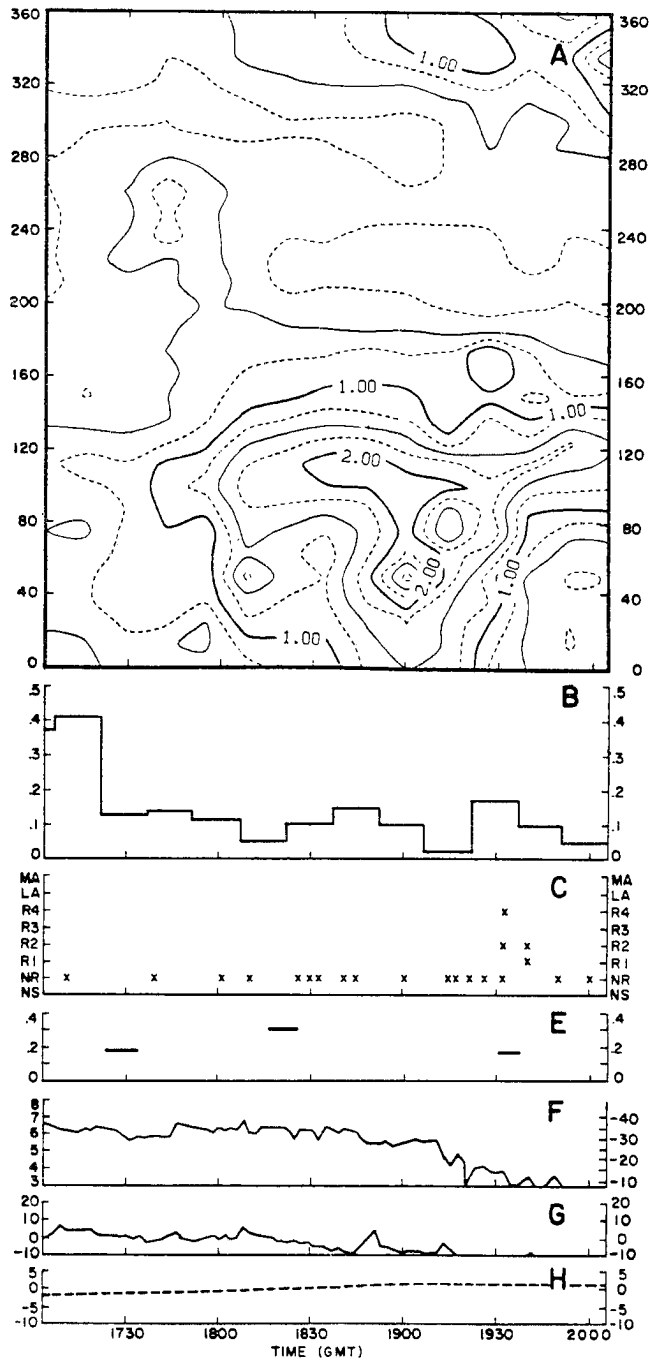 360 360
A
1.00
320 320
280 280
240 240
200 200
160 160
1.00
1.00
120 120
2.00
80 80
2.00
1.00
40 40
1.00
0 0
.5 .5
B
.4 .4
.3 .3
.2 .2
.1 .1
0 0
MA MA
C
LA LA
R4 R4
R3 R3
R2 R2
R1 R1
NR NR
NS NS
.4 .4
E
.2 .2
0 0
8
F
7 -40
6 -30
5
4 -20
3 -10
20 20
G
10 10
0 0
-10 -10
5 5
H
0 0
-5 -5
-10 -10
1730 1800 1830 1900 1930 2000
TIME (GMT)